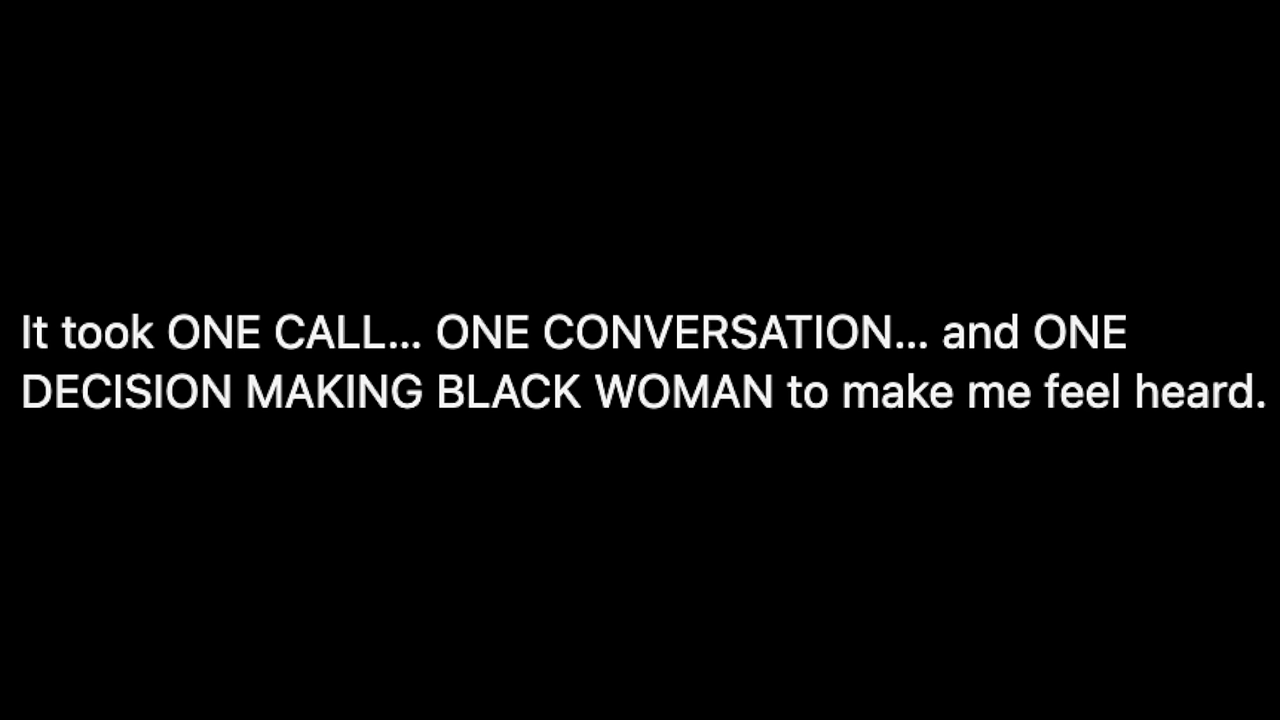 It took ONE CALL... ONE CONVERSATION... and ONE
DECISION MAKING BLACK WOMAN to make me feel heard.